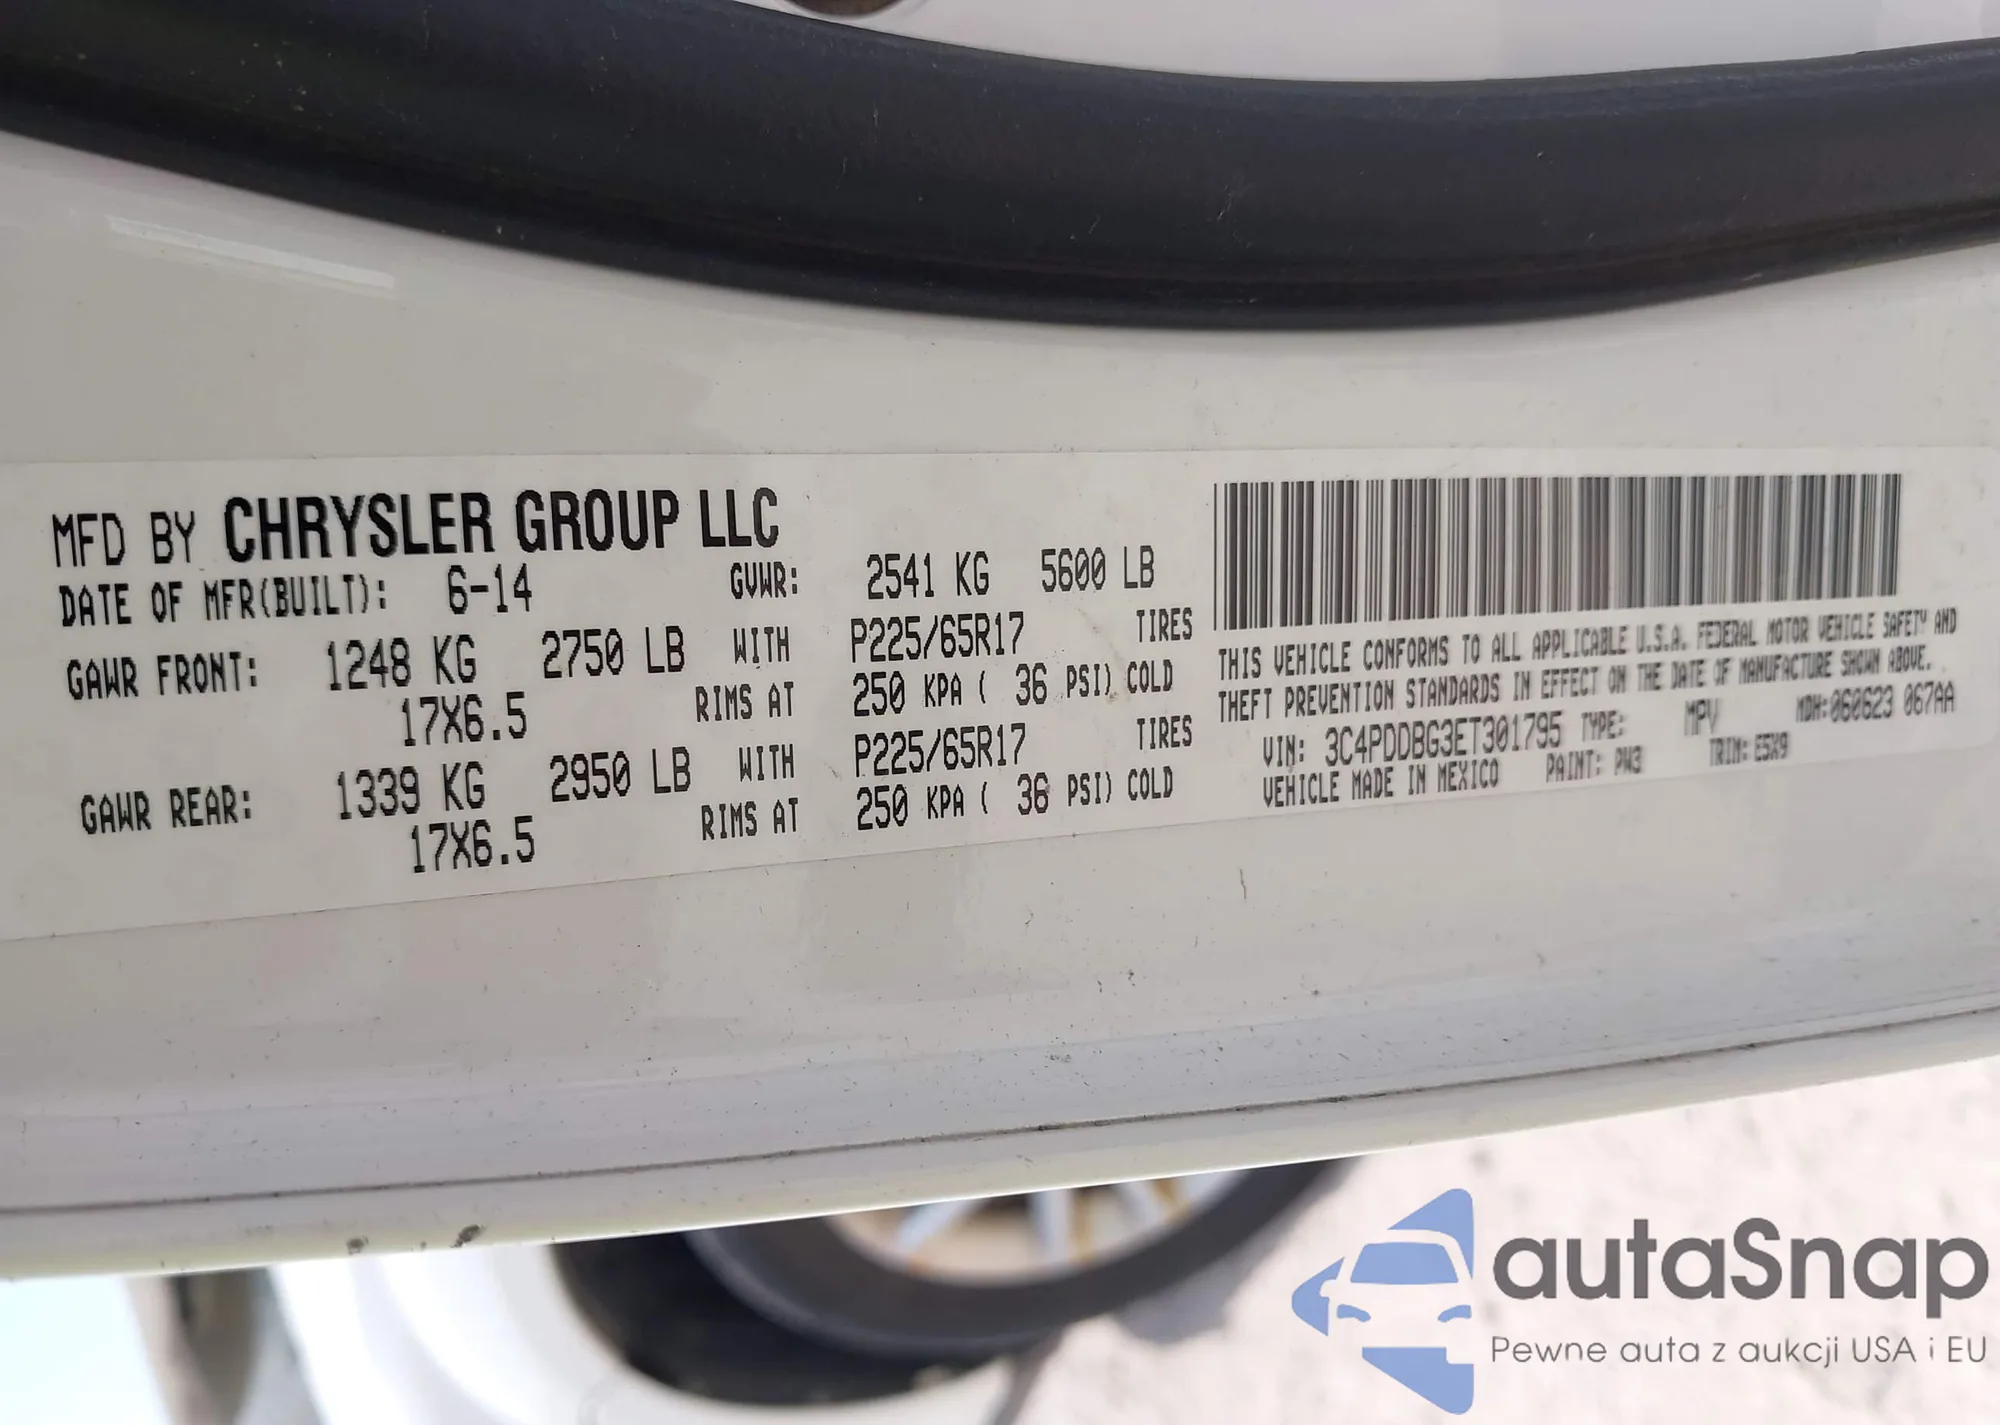 MFD BY CHRYSLER GROUP LLC
DATE OF MFR(BUILT): 6-14 GVWR: 2541 KG 5600 LB
GAWR FRONT: 1248 KG 2750 LB WITH P225/65R17 TIRES
17X6.5 RIMS AT 250 KPA ( 36 PSI) COLD
GAWR REAR: 1339 KG 2950 LB WITH P225/65R17 TIRES
17X6.5 RIMS AT 250 KPA ( 36 PSI) COLD
THIS VEHICLE CONFORMS TO ALL APPLICABLE U.S.A. FEDERAL MOTOR VEHICLE SAFETY AND
THEFT PREVENTION STANDARDS IN EFFECT ON THE DATE OF MANUFACTURE SHOWN ABOVE.
VIN: 3C4PDDBG3ET301795 TYPE: MPV MDH:060623 067AA
VEHICLE MADE IN MEXICO PAINT: PW3 TRIM: E5X9
autaSnap
Pewne auta z aukcji USA i EU